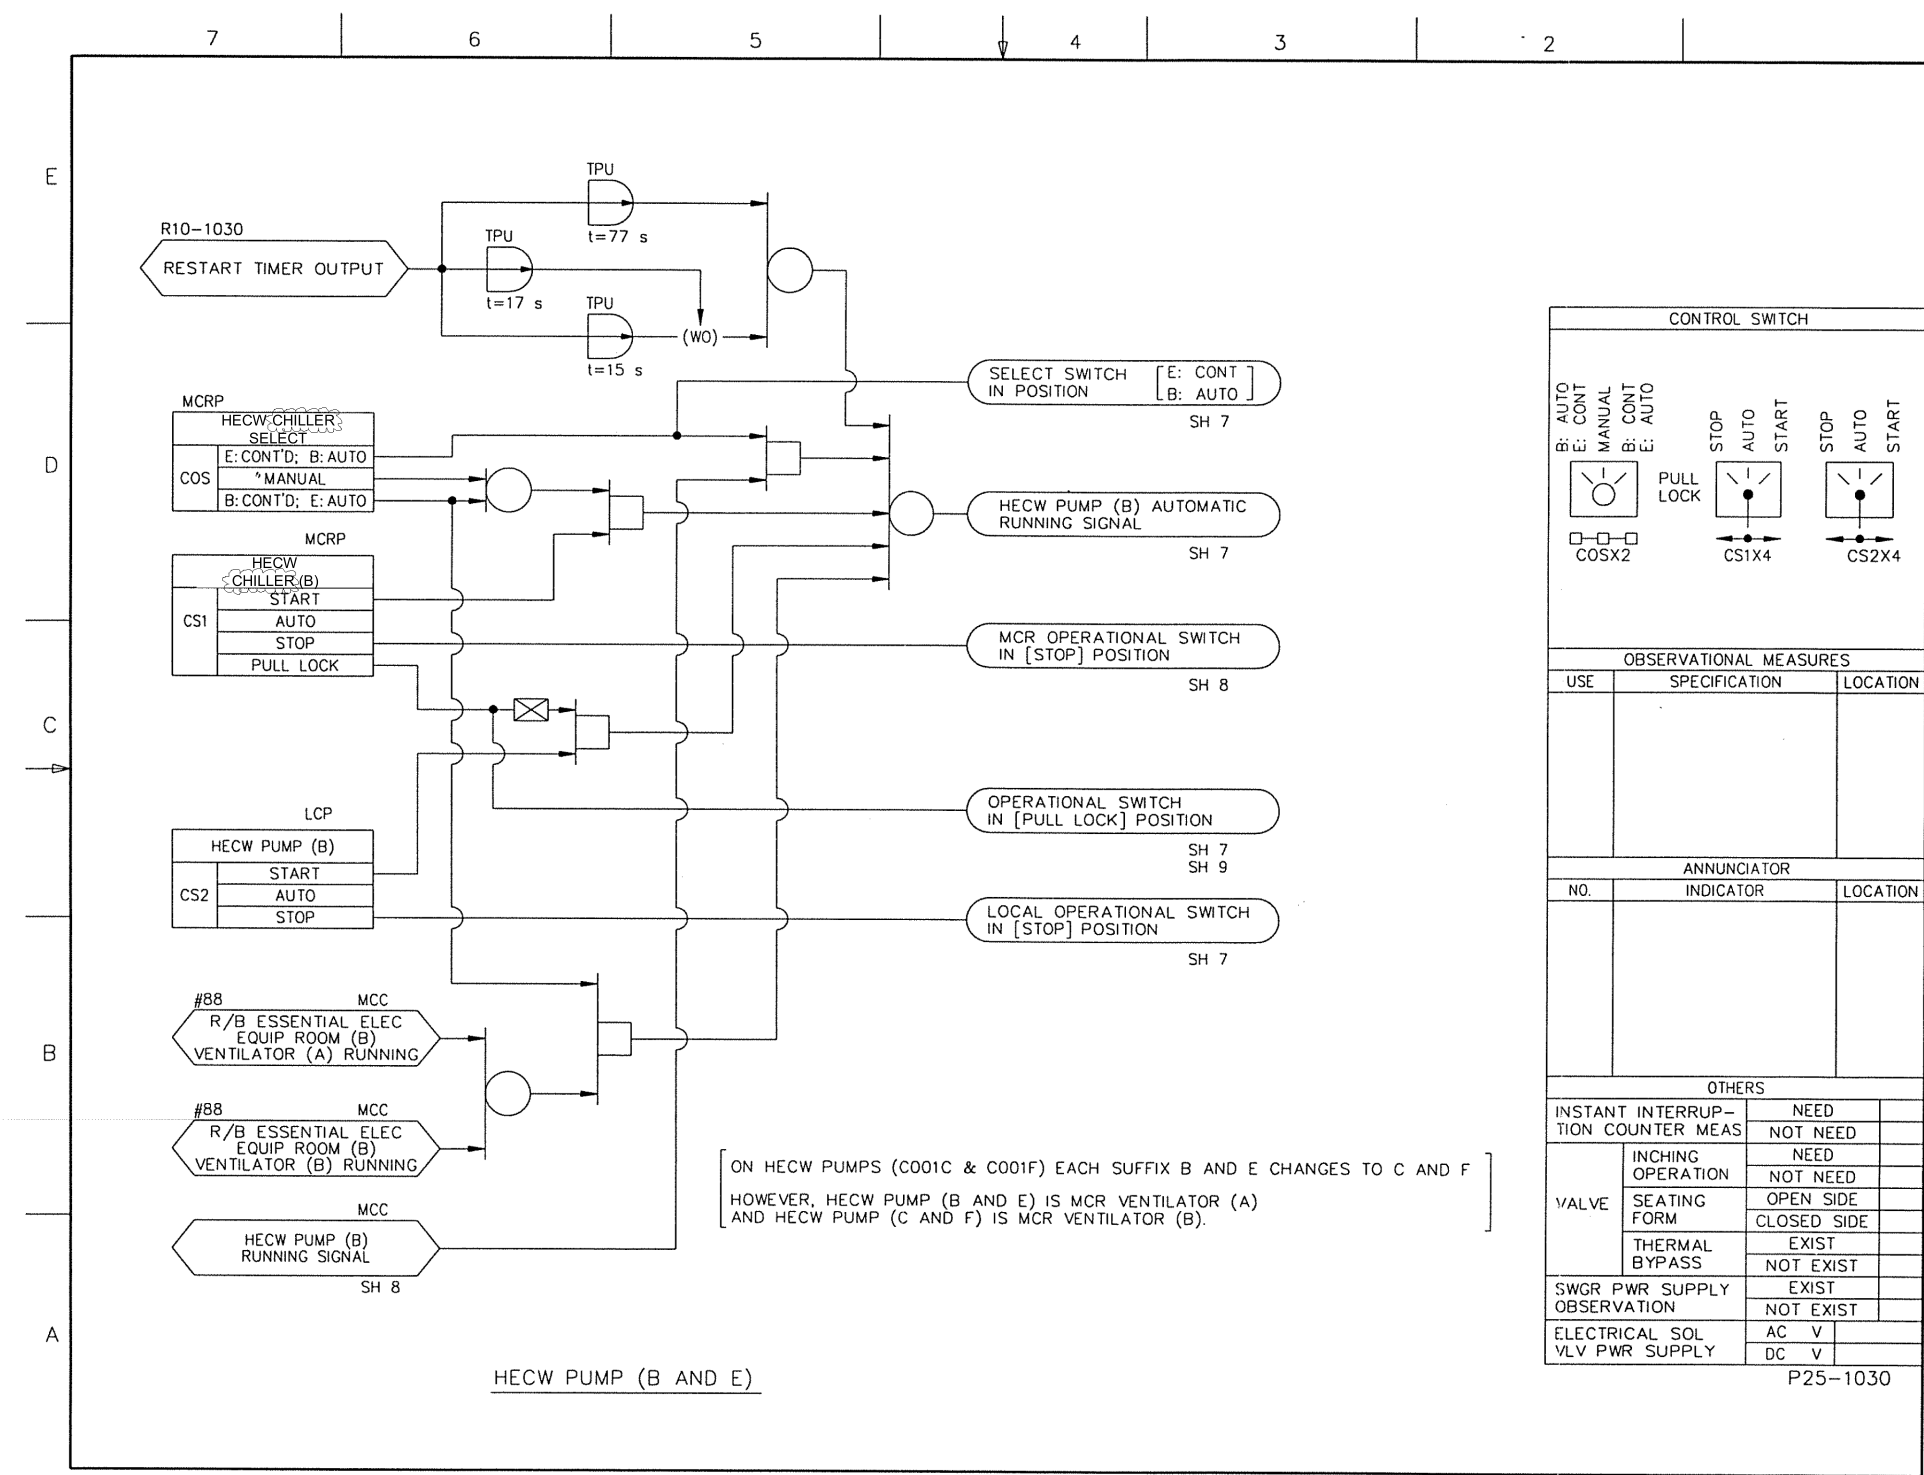 7 6 5 4 3 2
E
D
C
B
A
TPU
t=77 s
R10-1030
RESTART TIMER OUTPUT
TPU
t=17 s
TPU
(WO)
t=15 s
MCRP
HECW CHILLER
SELECT
COS
E: CONT'D; B: AUTO
"MANUAL
B: CONT'D; E: AUTO
MCRP
HECW
CHILLER (B)
CS1
START
AUTO
STOP
PULL LOCK
LCP
HECW PUMP (B)
CS2
START
AUTO
STOP
#88 MCC
R/B ESSENTIAL ELEC
EQUIP ROOM (B)
VENTILATOR (A) RUNNING
#88 MCC
R/B ESSENTIAL ELEC
EQUIP ROOM (B)
VENTILATOR (B) RUNNING
MCC
HECW PUMP (B)
RUNNING SIGNAL
SH 8
SELECT SWITCH [E: CONT]
IN POSITION [B: AUTO]
SH 7
HECW PUMP (B) AUTOMATIC
RUNNING SIGNAL
SH 7
MCR OPERATIONAL SWITCH
IN [STOP] POSITION
SH 8
OPERATIONAL SWITCH
IN [PULL LOCK] POSITION
SH 7
SH 9
LOCAL OPERATIONAL SWITCH
IN [STOP] POSITION
SH 7
ON HECW PUMPS (C001C & C001F) EACH SUFFIX B AND E CHANGES TO C AND F
HOWEVER, HECW PUMP (B AND E) IS MCR VENTILATOR (A)
AND HECW PUMP (C AND F) IS MCR VENTILATOR (B).
HECW PUMP (B AND E)
CONTROL SWITCH
B: AUTO
E: CONT
MANUAL
B: CONT
E: AUTO
COSX2
PULL
LOCK
STOP
AUTO
START
CS1X4
STOP
AUTO
START
CS2X4
OBSERVATIONAL MEASURES
USE SPECIFICATION LOCATION
ANNUNCIATOR
NO. INDICATOR LOCATION
OTHERS
INSTANT INTERRUP-
TION COUNTER MEAS
NEED
NOT NEED
VALVE
INCHING
OPERATION
NEED
NOT NEED
SEATING
FORM
OPEN SIDE
CLOSED SIDE
THERMAL
BYPASS
EXIST
NOT EXIST
SWGR PWR SUPPLY
OBSERVATION
EXIST
NOT EXIST
ELECTRICAL SOL
VLV PWR SUPPLY
AC V
DC V
P25-1030